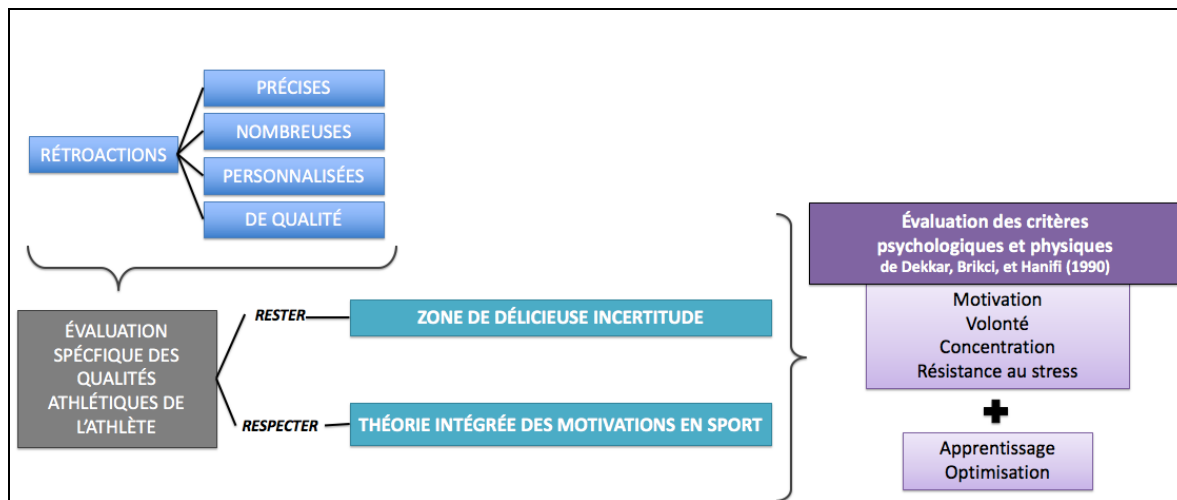 RÉTROACTIONS
PRÉCISES
NOMBREUSES
PERSONNALISÉES
DE QUALITÉ
ÉVALUATION
SPÉCFIQUE DES
QUALITÉS
ATHLÉTIQUES DE
L'ATHLÈTE
RESTER
ZONE DE DÉLICIEUSE INCERTITUDE
RESPECTER
THÉORIE INTÉGRÉE DES MOTIVATIONS EN SPORT
Évaluation des critères
psychologiques et physiques
de Dekkar, Brikci, et Hanifi (1990)
Motivation
Volonté
Concentration
Résistance au stress
Apprentissage
Optimisation